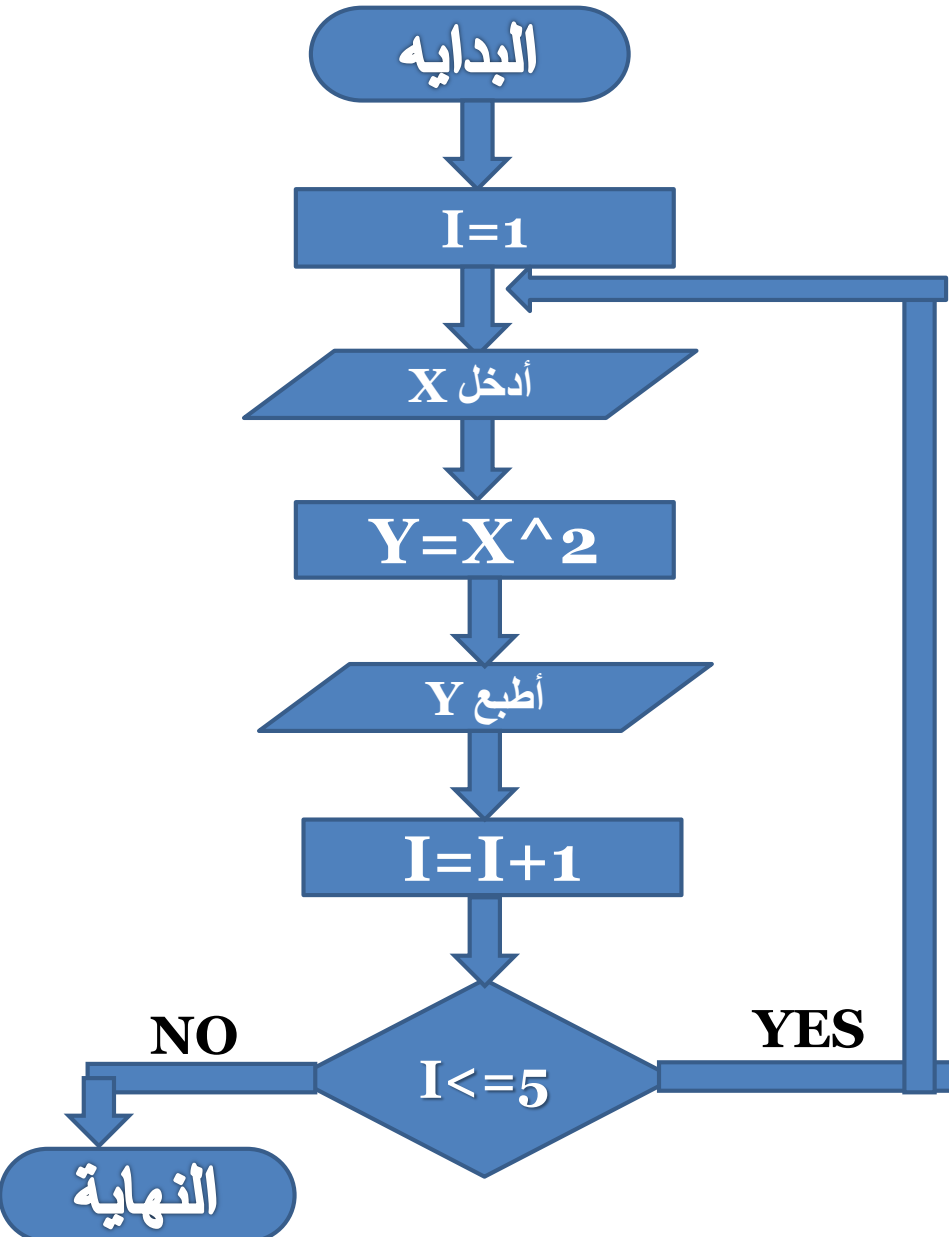 البدايه
I=1
أدخل X
Y=X^2
أطبع Y
I=I+1
I<=5
NO
YES
النهاية